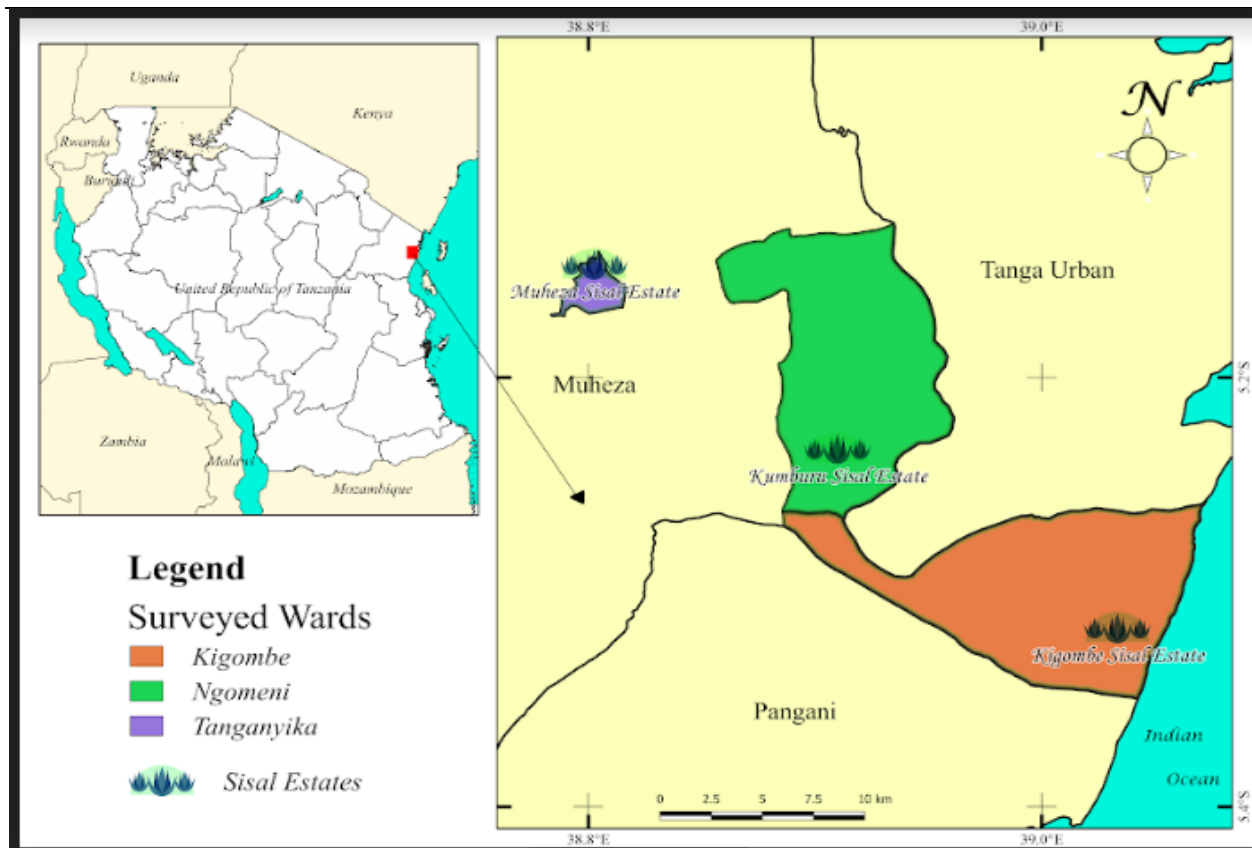 Uganda
Kenya
Rwanda
Burundi
United Republic of Tanzania
Zambia
Malawi
Mozambique
Legend
Surveyed Wards
Kigombe
Ngomeni
Tanganyika
Sisal Estates
38.8°E
39.0°E
N
Tanga Urban
Muheza Sisal Estate
Muheza
5.2°S
Kumburu Sisal Estate
Kigombe Sisal Estate
Pangani
Indian
Ocean
0 2.5 5 7.5 10 km
5.4°S
38.8°E
39.0°E